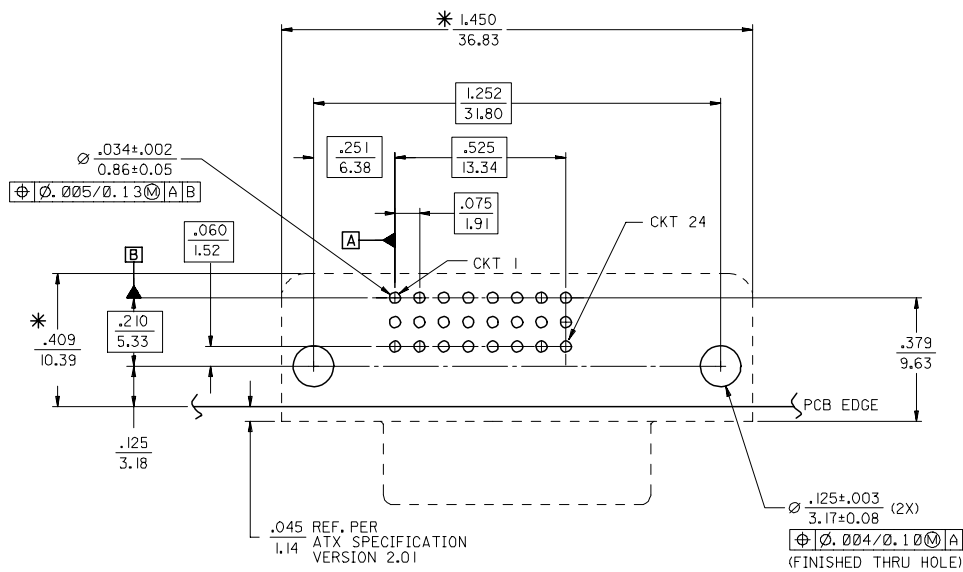 * 1.450
36.83
1.252
31.80
.251
6.38
.525
13.34
Ø .034±.002
0.86±0.05
⌖ Ø.005/0.13Ⓜ A B
.075
1.91
.060
1.52
A
CKT 24
B
CKT 1
*
.409
10.39
.210
5.33
.379
9.63
PCB EDGE
.125
3.18
Ø .125±.003 (2X)
3.17±0.08
⌖ Ø.004/0.10Ⓜ A
(FINISHED THRU HOLE)
.045 REF. PER
1.14 ATX SPECIFICATION
VERSION 2.01